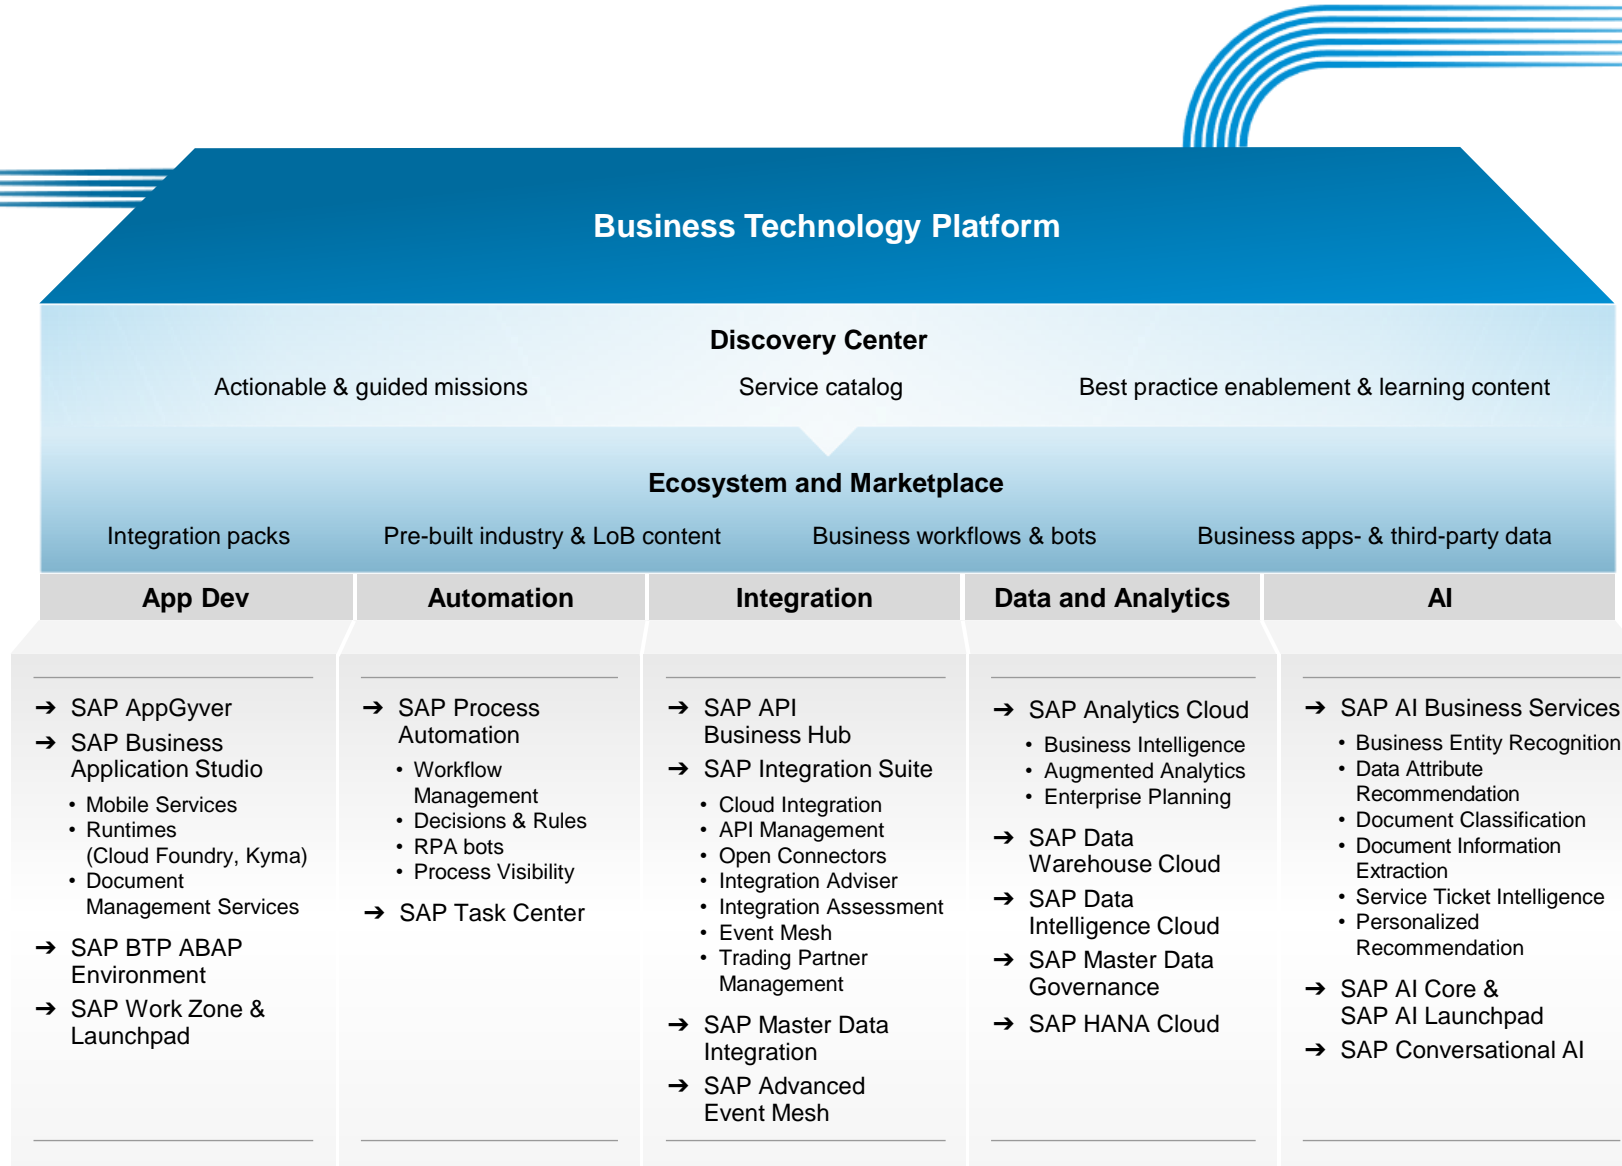 Business Technology Platform
Discovery Center
Actionable & guided missions
Service catalog
Best practice enablement & learning content
Ecosystem and Marketplace
Integration packs
Pre-built industry & LoB content
Business workflows & bots
Business apps- & third-party data
App Dev
➔ SAP AppGyver
➔ SAP Business
Application Studio
• Mobile Services
• Runtimes
(Cloud Foundry, Kyma)
• Document
Management Services
➔ SAP BTP ABAP
Environment
➔ SAP Work Zone &
Launchpad
Automation
➔ SAP Process
Automation
• Workflow
Management
• Decisions & Rules
• RPA bots
• Process Visibility
➔ SAP Task Center
Integration
➔ SAP API
Business Hub
➔ SAP Integration Suite
• Cloud Integration
• API Management
• Open Connectors
• Integration Adviser
• Integration Assessment
• Event Mesh
• Trading Partner
Management
➔ SAP Master Data
Integration
➔ SAP Advanced
Event Mesh
Data and Analytics
➔ SAP Analytics Cloud
• Business Intelligence
• Augmented Analytics
• Enterprise Planning
➔ SAP Data
Warehouse Cloud
➔ SAP Data
Intelligence Cloud
➔ SAP Master Data
Governance
➔ SAP HANA Cloud
AI
➔ SAP AI Business Services
• Business Entity Recognition
• Data Attribute
Recommendation
• Document Classification
• Document Information
Extraction
• Service Ticket Intelligence
• Personalized
Recommendation
➔ SAP AI Core &
SAP AI Launchpad
➔ SAP Conversational AI